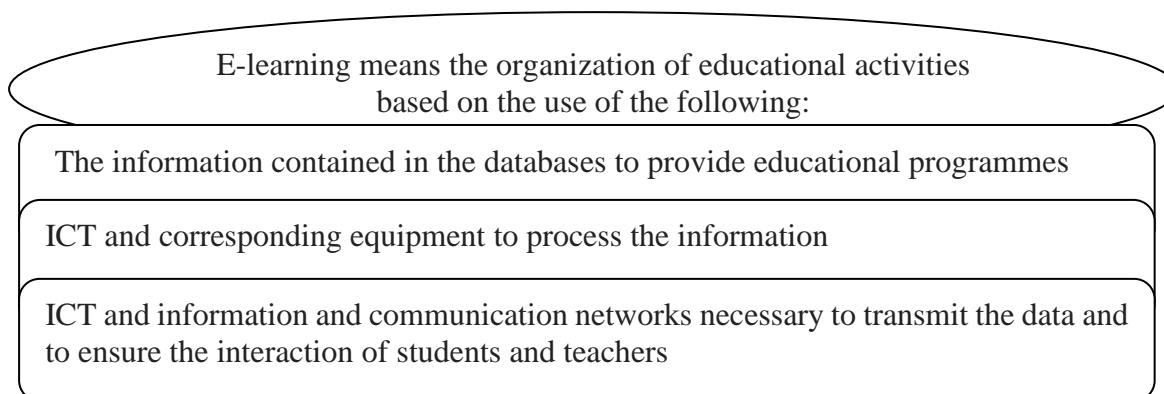 E-learning means the organization of educational activities
based on the use of the following:
The information contained in the databases to provide educational programmes
ICT and corresponding equipment to process the information
ICT and information and communication networks necessary to transmit the data and
to ensure the interaction of students and teachers